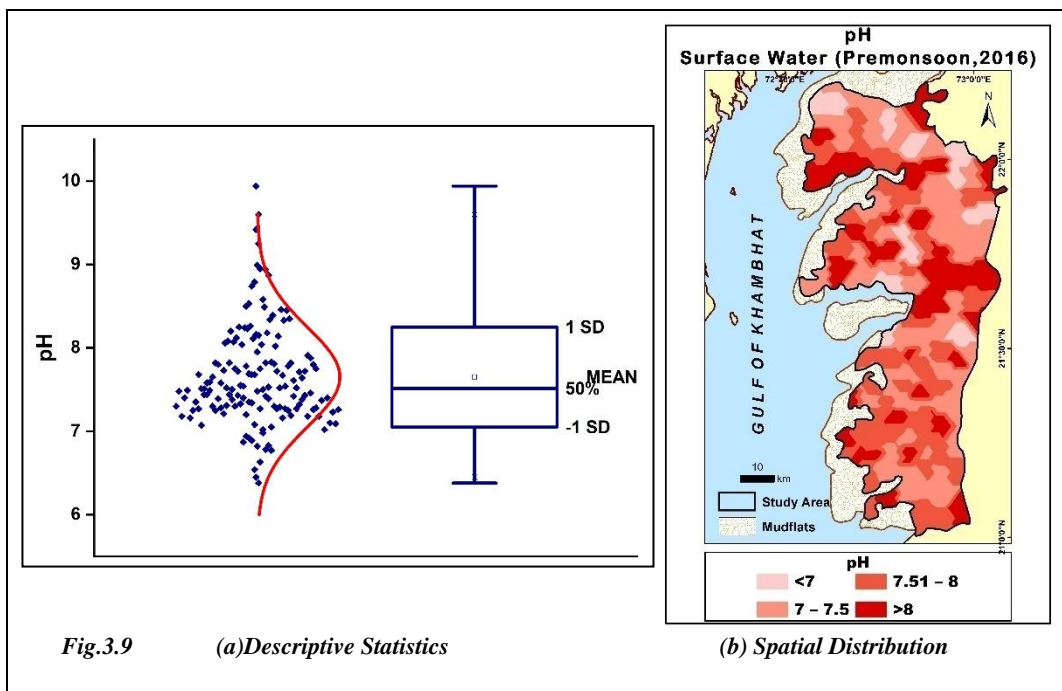 pH
Surface Water (Premonsoon,2016)
73°0'0"E
N
22°0'0"N
21°30'0"N
21°0'0"N
GULF OF KHAMBHAT
10
km
Study Area
Mudflats
pH
<7
7.51 – 8
7 – 7.5
>8
10
9
8
7
6
pH
1 SD
MEAN
50%
-1 SD
Fig.3.9 (a)Descriptive Statistics (b) Spatial Distribution